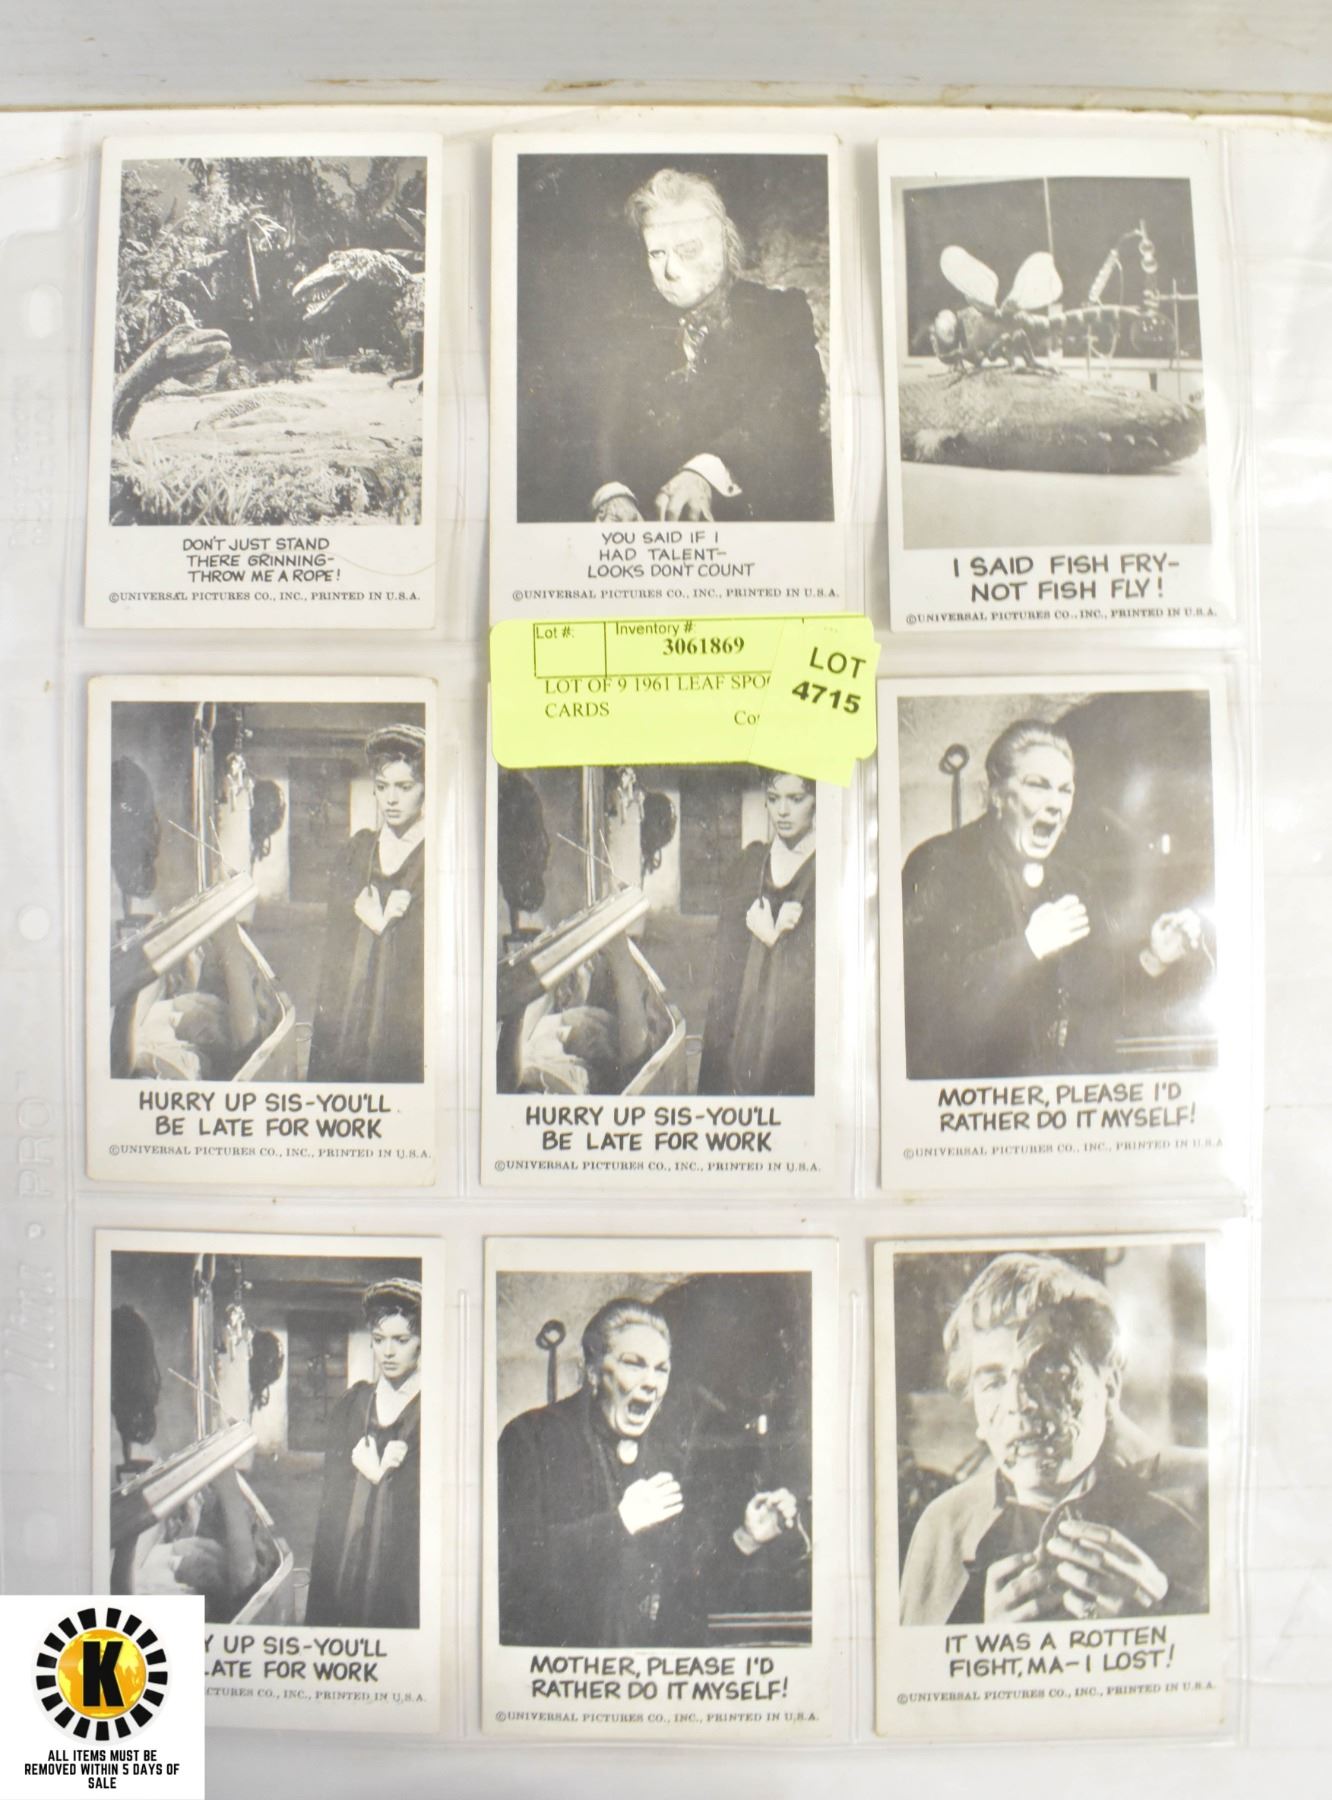 DON'T JUST STAND
THERE GRINNING-
THROW ME A ROPE!
©UNIVERSAL PICTURES CO., INC., PRINTED IN U.S.A.
YOU SAID IF I
HAD TALENT-
LOOKS DON'T COUNT
©UNIVERSAL PICTURES CO., INC., PRINTED IN U.S.A.
I SAID FISH FRY-
NOT FISH FLY!
©UNIVERSAL PICTURES CO., INC., PRINTED IN U.S.A.
Lot #: Inventory #:
3061869
LOT OF 9 1961 LEAF
CARDS
LOT
4715
HURRY UP SIS-YOU'LL
BE LATE FOR WORK
©UNIVERSAL PICTURES CO., INC., PRINTED IN U.S.A.
HURRY UP SIS-YOU'LL
BE LATE FOR WORK
©UNIVERSAL PICTURES CO., INC., PRINTED IN U.S.A.
MOTHER, PLEASE I'D
RATHER DO IT MYSELF!
©UNIVERSAL PICTURES CO., INC., PRINTED IN U.S.A
UP SIS-YOU'LL
LATE FOR WORK
CTURES CO., INC., PRINTED IN U.S.A.
MOTHER, PLEASE I'D
RATHER DO IT MYSELF!
©UNIVERSAL PICTURES CO., INC., PRINTED IN U.S.A.
IT WAS A ROTTEN
FIGHT, MA-I LOST!
©UNIVERSAL PICTURES CO., INC., PRINTED IN U.S.A.
K
ALL ITEMS MUST BE
REMOVED WITHIN 5 DAYS OF
SALE